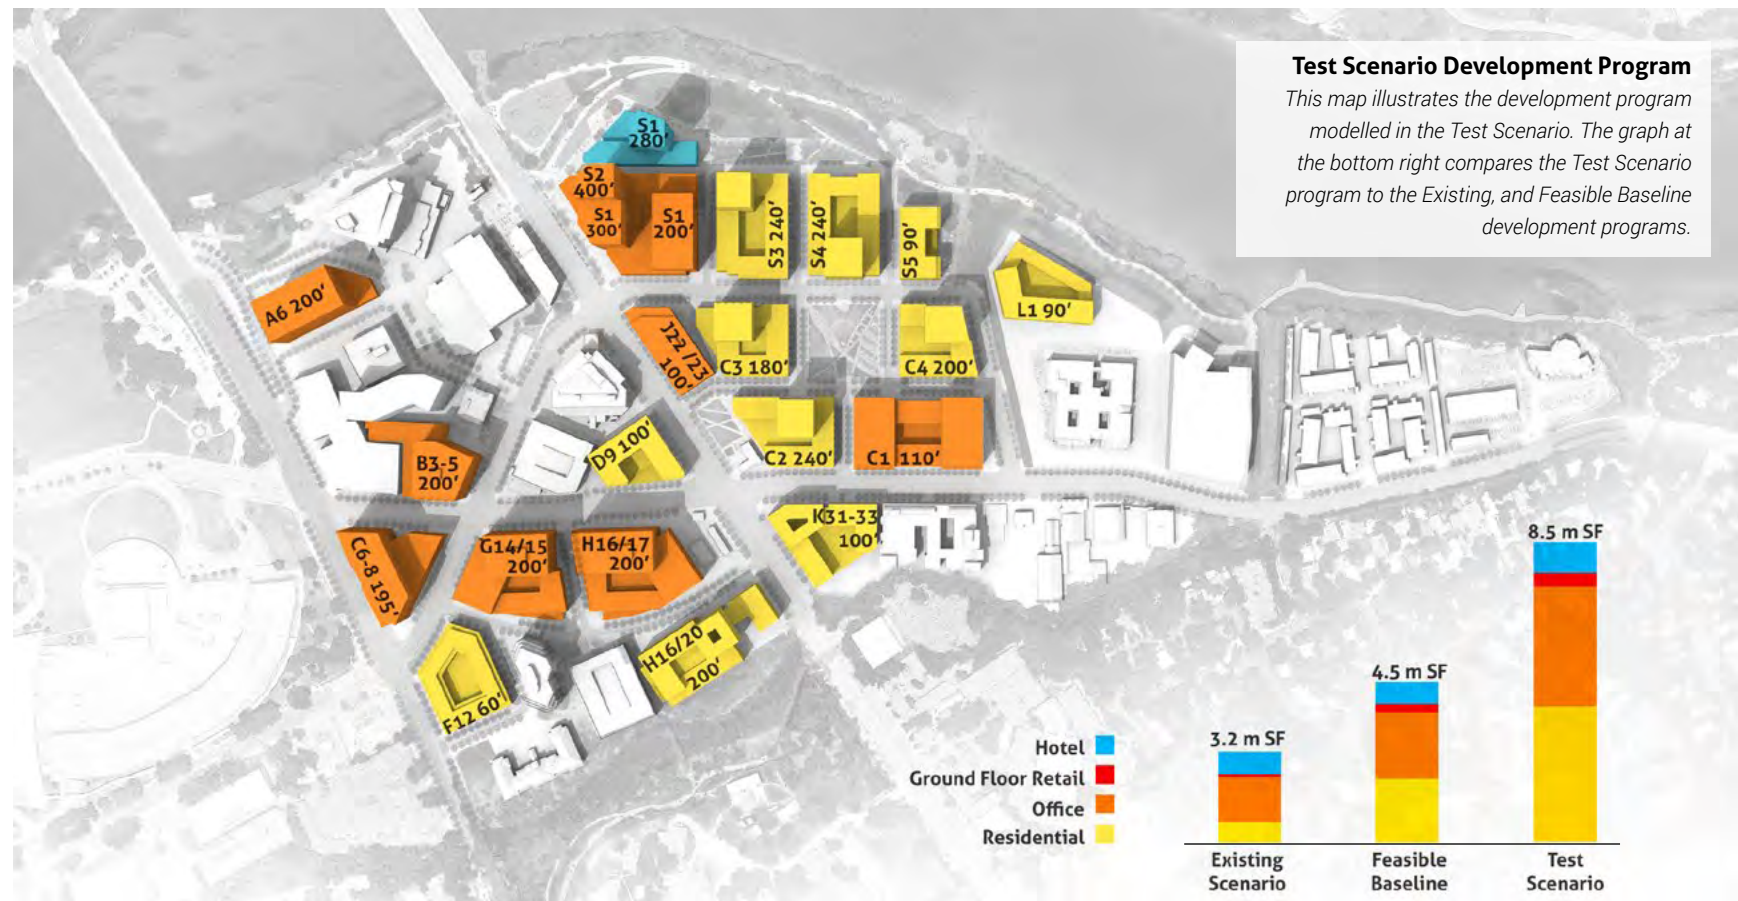 Test Scenario Development Program
This map illustrates the development program
modelled in the Test Scenario. The graph at
the bottom right compares the Test Scenario
program to the Existing, and Feasible Baseline
development programs.
S1
280’
S2
400’
S1
300’
S1
200’
S3 240’
S4 240’
S5 90’
L1 90’
A6 200’
J22 /23
100’
C3 180’
C4 200’
D9 100’
C2 240’
C1 110’
B3-5
200’
K31-33
100’
C6-8 195’
G14/15
200’
H16/17
200’
H16/20
200’
F12 60’
Hotel
Ground Floor Retail
Office
Residential
3.2 m SF
4.5 m SF
8.5 m SF
Existing
Scenario
Feasible
Baseline
Test
Scenario